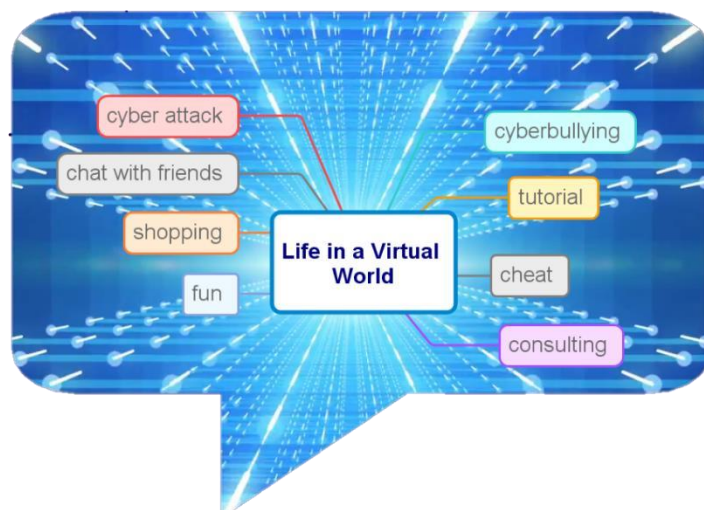 cyber attack
cyberbullying
chat with friends
tutorial
shopping
Life in a Virtual
World
cheat
fun
consulting